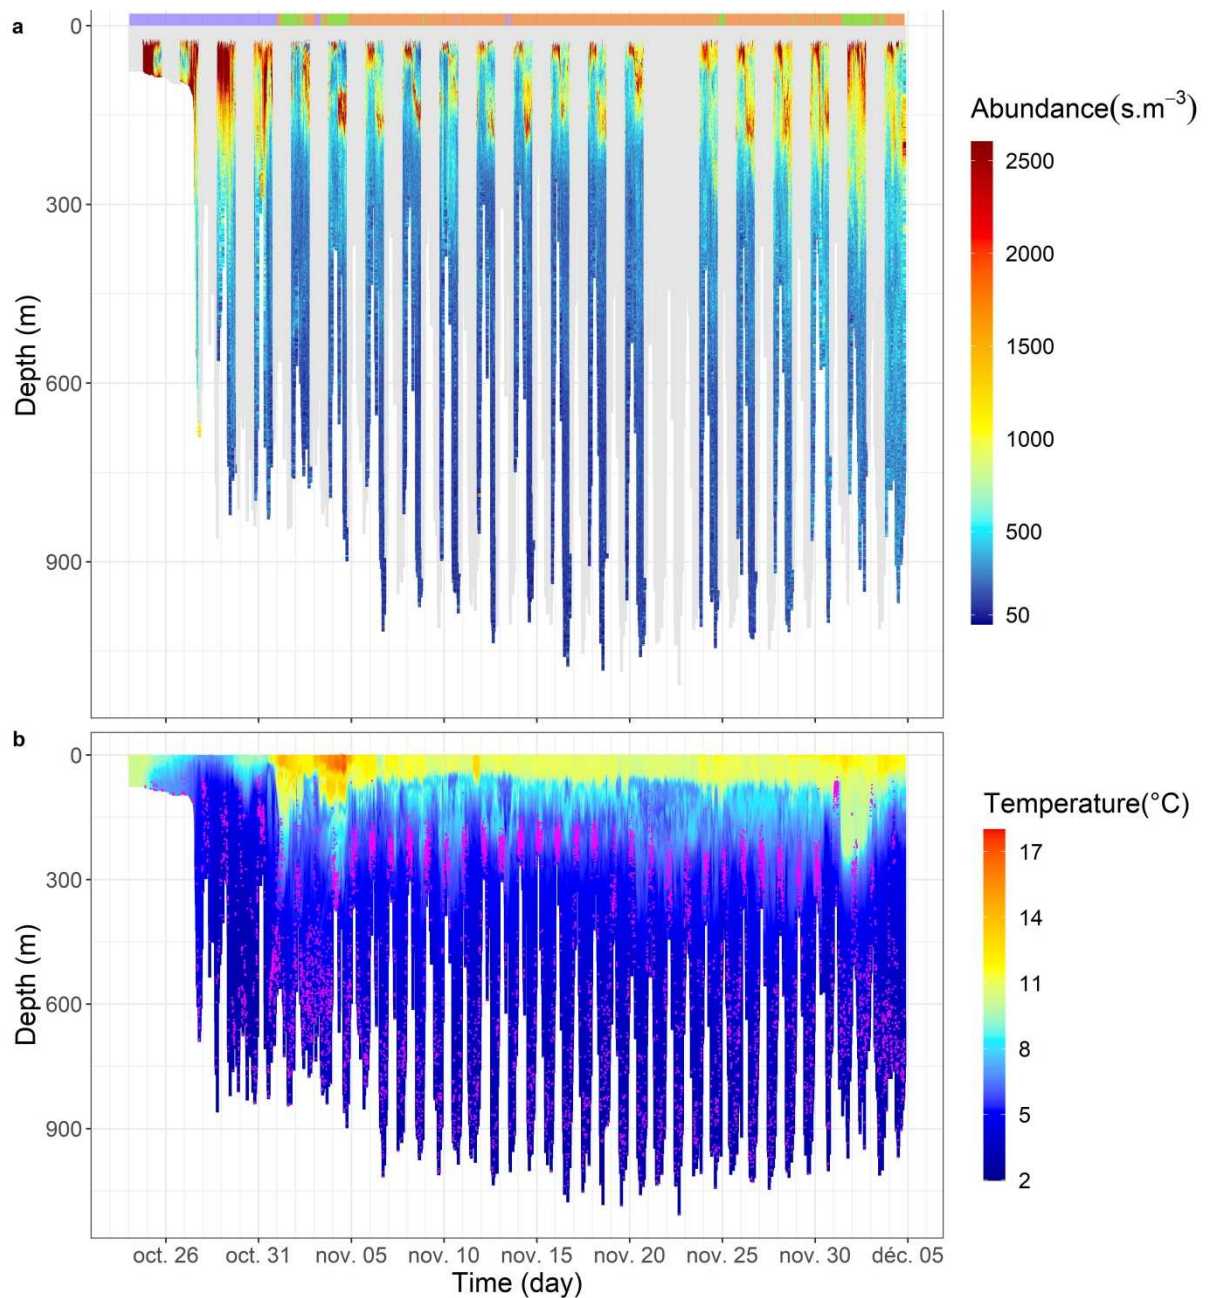 a
0
300
600
900
Depth (m)
Abundance(s.m⁻³)
2500
2000
1500
1000
500
50
b
0
300
600
900
Depth (m)
Temperature(°C)
17
14
11
8
5
2
oct. 26 oct. 31 nov. 05 nov. 10 nov. 15 nov. 20 nov. 25 nov. 30 déc. 05
Time (day)